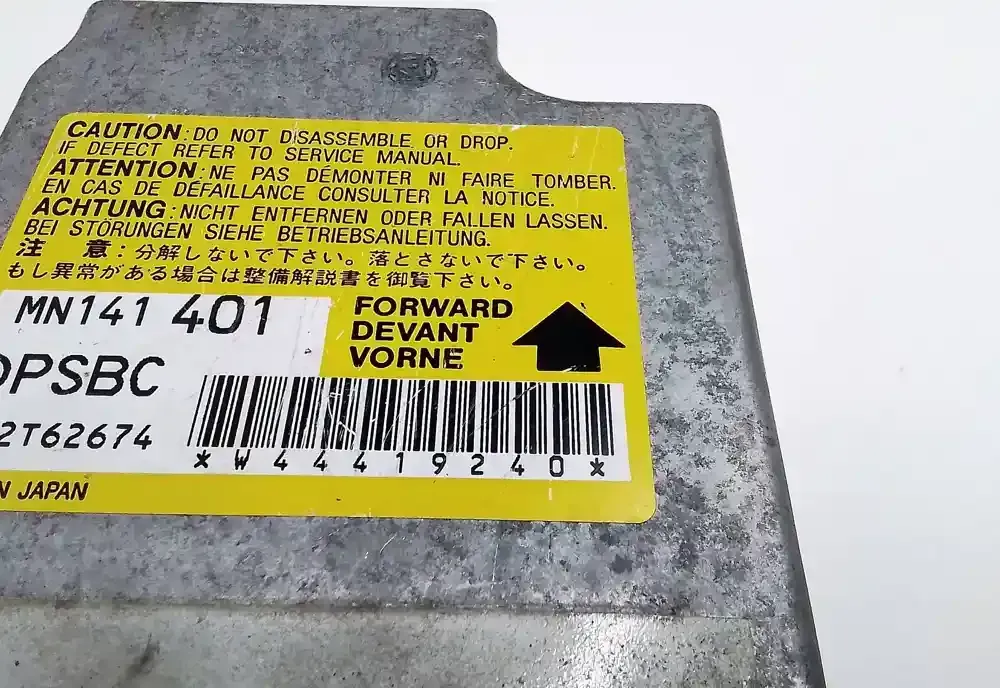 CAUTION: DO NOT DISASSEMBLE OR DROP.
IF DEFECT REFER TO SERVICE MANUAL.
ATTENTION: NE PAS DÉMONTER NI FAIRE TOMBER.
EN CAS DE DÉFAILLANCE CONSULTER LA NOTICE.
ACHTUNG: NICHT ENTFERNEN ODER FALLEN LASSEN.
BEI STÖRUNGEN SIEHE BETRIEBSANLEITUNG.
注 意：分解しないで下さい。落とさないで下さい。
もし異常がある場合は整備解説書を御覧下さい。
MN141 401
FORWARD
DEVANT
VORNE
DPSBC
2T62674
*W44419240*
N JAPAN